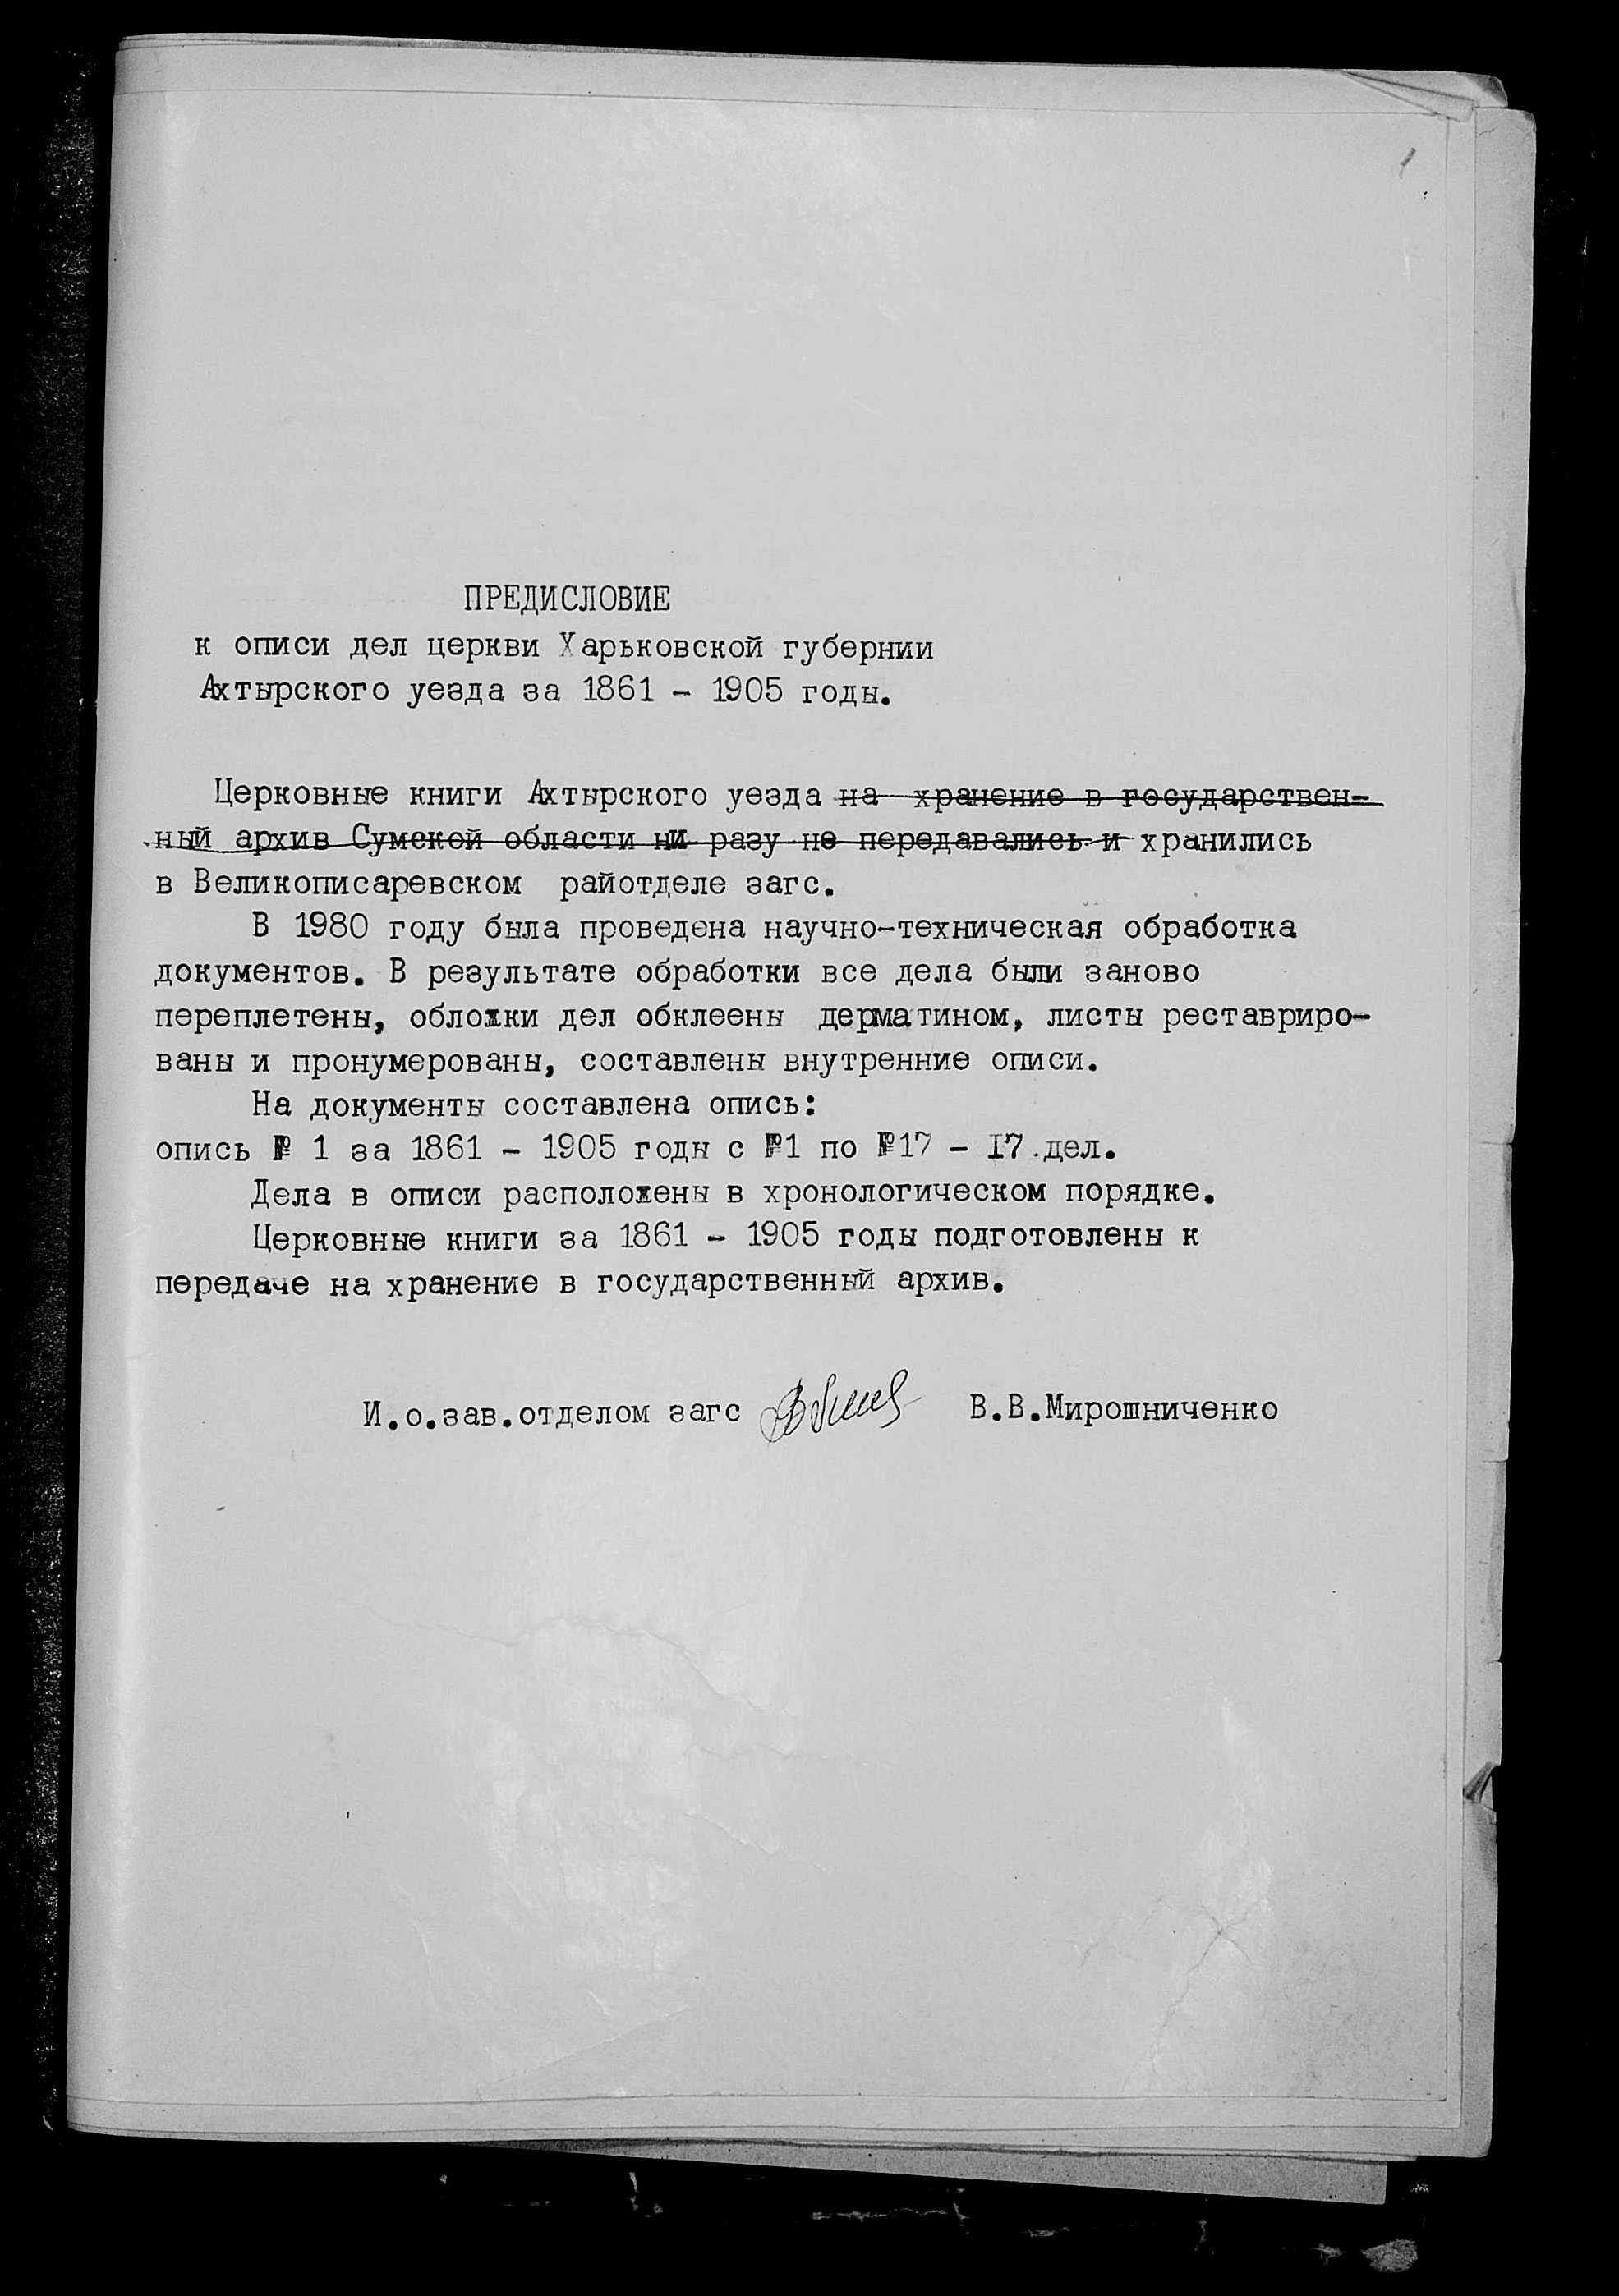 1
ПРЕДИСЛОВИЕ
к описи дел церкви Харьковской губернии
Ахтырского уезда за 1861 - 1905 годы.
Церковные книги Ахтырского уезда на хранение в государствен-
ный архив Сумской области ни разу не передавались и хранились
в Великописаревском райотделе загс.
В 1980 году была проведена научно-техническая обработка
документов. В результате обработки все дела были заново
переплетены, обложки дел обклеены дерматином, листы реставриро-
ваны и пронумерованы, составлены внутренние описи.
На документы составлена опись:
опись № 1 за 1861 - 1905 годы с №1 по №17 - I7 дел.
Дела в описи расположены в хронологическом порядке.
Церковные книги за 1861 - 1905 годы подготовлены к
передаче на хранение в государственный архив.
И.о.зав.отделом загс В.В.Мирошниченко